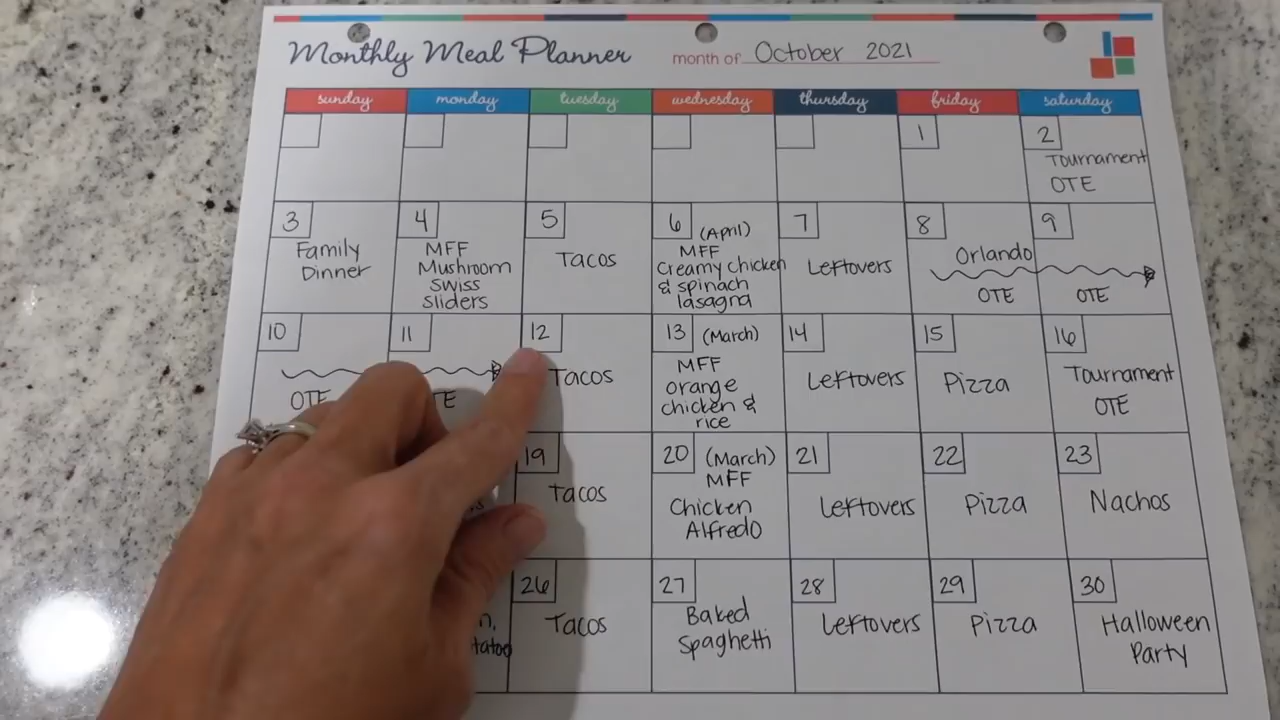 Monthly Meal Planner
month of October 2021
sunday monday tuesday wednesday thursday friday saturday
1
2
Tournament
OTE
3
Family
Dinner
4
MFF
Mushroom
Swiss
Sliders
5
Tacos
6 (April)
MFF
Creamy chicken
& spinach
lasagna
7
Leftovers
8
Orlando
OTE
9
OTE
10
OTE
11
12
Tacos
13 (March)
MFF
orange
chicken &
rice
14
Leftovers
15
Pizza
16
Tournament
OTE
19
Tacos
20 (March)
MFF
Chicken
Alfredo
21
Leftovers
22
Pizza
23
Nachos
26
Tacos
27
Baked
Spaghetti
28
Leftovers
29
Pizza
30
Halloween
Party